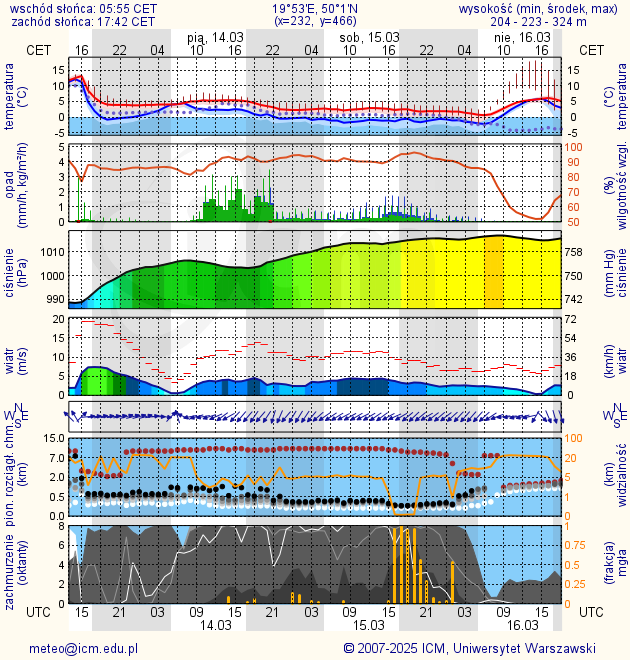 wschód słońca: 05:55 CET 19°53'E, 50°1'N wysokość (min, środek, max)
zachód słońca: 17:42 CET (x=232, y=466) 204 - 223 - 324 m
pią, 14.03 sob, 15.03 nie, 16.03
CET 16 22 04 10 16 22 04 10 16 22 04 10 16 CET
temperatura (°C)
15 10 5 0 -5
15 10 5 0 -5
temperatura (°C)
opad (mm/h, kg/m²/h)
5 4 3 2 1 0
100 90 80 70 60 50
(%) wilgotność wzgl.
ciśnienie (hPa)
1010 1000 990
758 750 742
(mm Hg) ciśnienie
wiatr (m/s)
20 15 10 5 0
72 54 36 18 0
(km/h) wiatr
N W E S
N W E S
pion. rozciągł. chm. (km)
15.0 7.0 2.0 0.5 0.0
100 20 5 1 0
(km) widzialność
zachmurzenie (oktanty)
8 6 4 2 0
1 0.75 0.5 0.25 0
(frakcja) mgła
UTC 15 21 03 09 15 21 03 09 15 21 03 09 15 UTC
14.03 15.03 16.03
meteo@icm.edu.pl © 2007-2025 ICM, Uniwersytet Warszawski